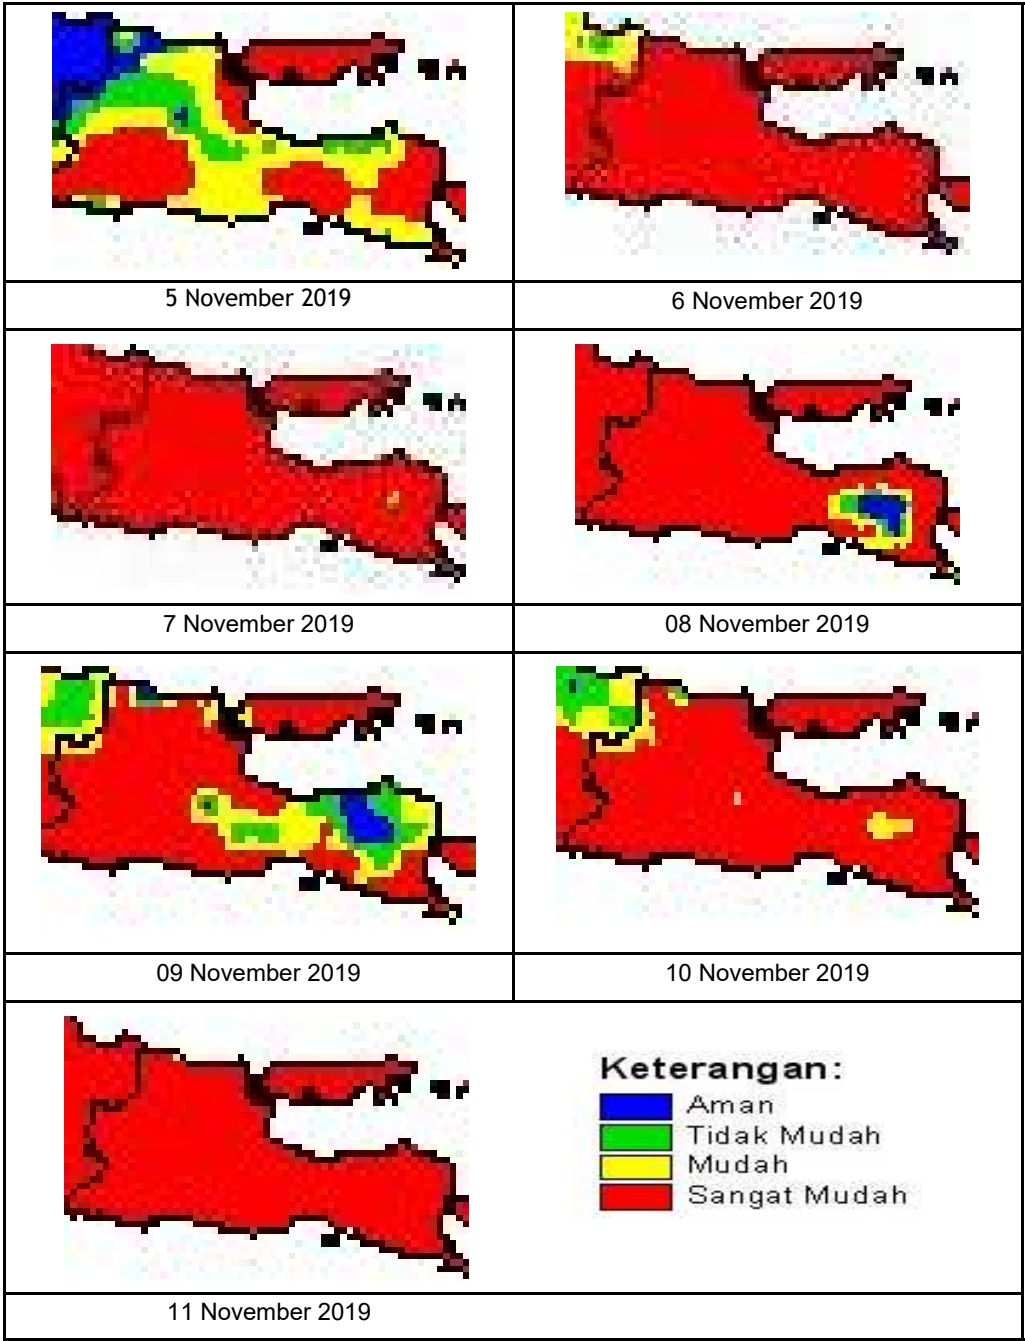 5 November 2019
6 November 2019
7 November 2019
08 November 2019
09 November 2019
10 November 2019
Keterangan:
Aman
Tidak Mudah
Mudah
Sangat Mudah
11 November 2019